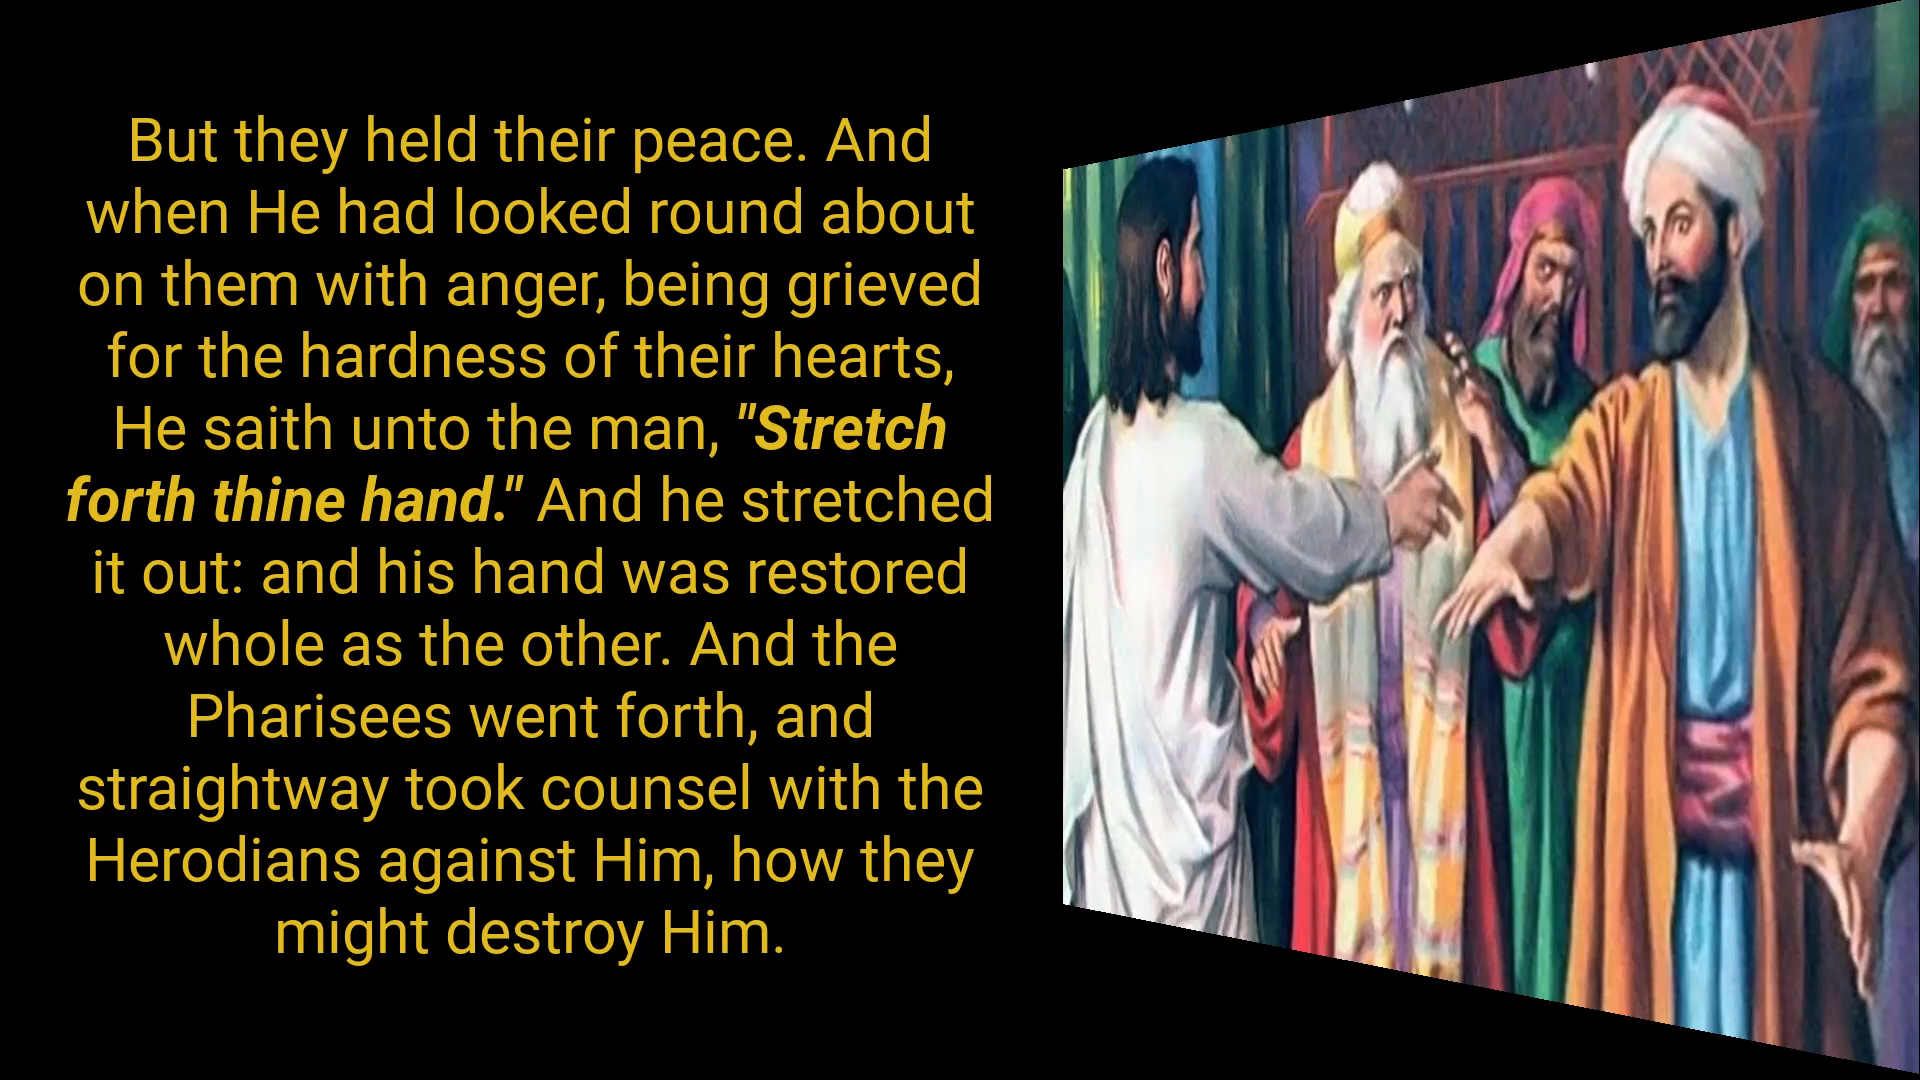 But they held their peace. And
when He had looked round about
on them with anger, being grieved
for the hardness of their hearts,
He saith unto the man, "Stretch
forth thine hand." And he stretched
it out: and his hand was restored
whole as the other. And the
Pharisees went forth, and
straightway took counsel with the
Herodians against Him, how they
might destroy Him.